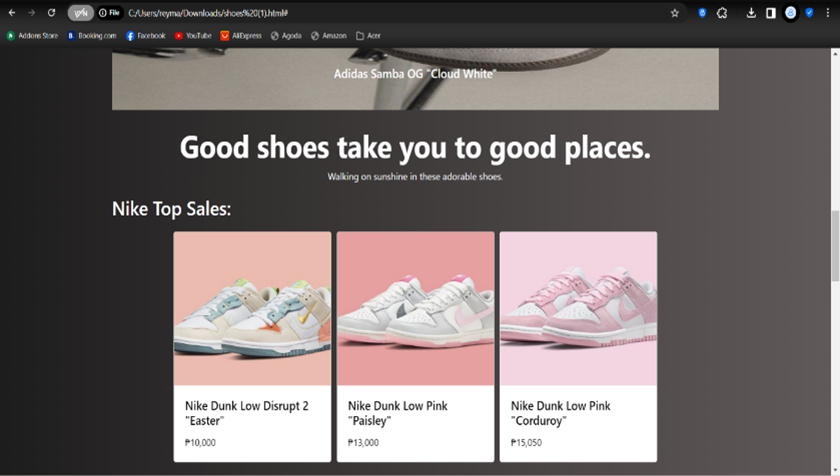 VPN File C:/Users/reyma/Downloads/shoes%20(1).html#
Addons Store Booking.com Facebook YouTube AliExpress Agoda Amazon Acer
Adidas Samba OG "Cloud White"
Good shoes take you to good places.
Walking on sunshine in these adorable shoes.
Nike Top Sales:
Nike Dunk Low Disrupt 2
"Easter"
₱10,000
Nike Dunk Low Pink
"Paisley"
₱13,000
Nike Dunk Low Pink
"Corduroy"
₱15,050